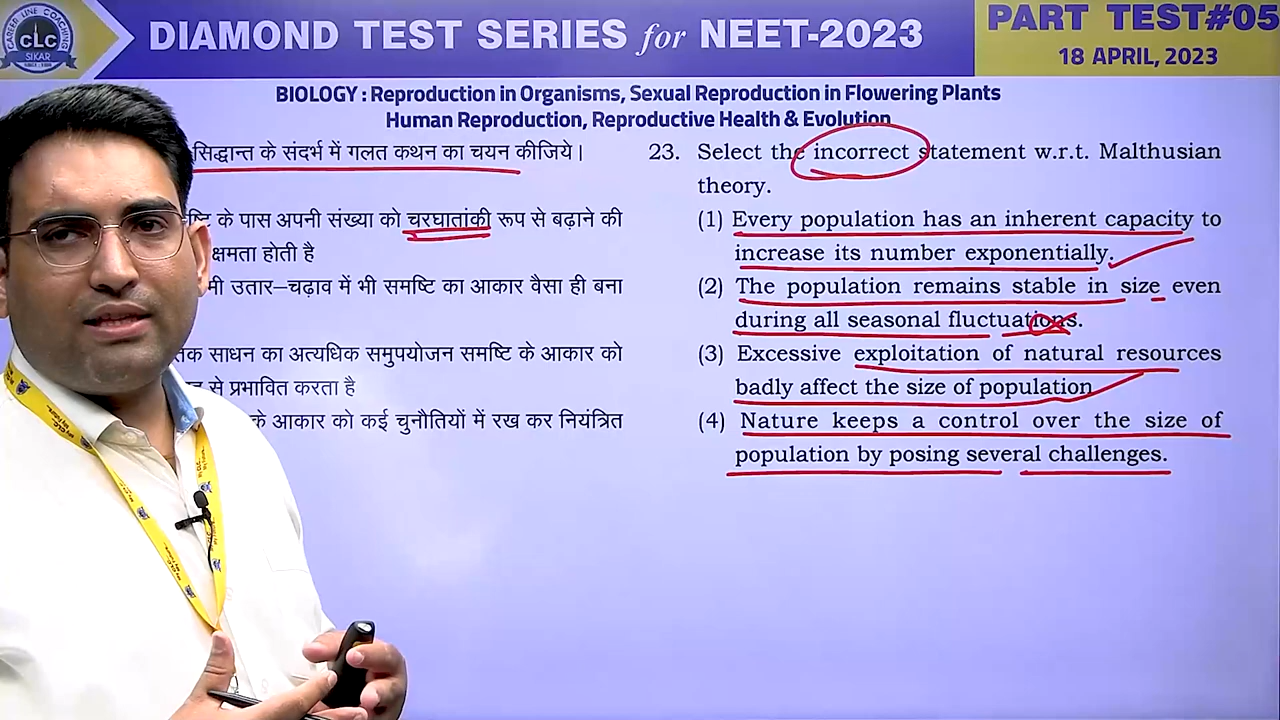 CAREER LINE COACHING
CLC
SIKAR
DIAMOND TEST SERIES for NEET-2023
PART TEST#05
18 APRIL, 2023
BIOLOGY : Reproduction in Organisms, Sexual Reproduction in Flowering Plants
Human Reproduction, Reproductive Health & Evolution
सिद्धान्त के संदर्भ में गलत कथन का चयन कीजिये।
के पास अपनी संख्या को चरघातांकी रूप से बढ़ाने की
क्षमता होती है
उतार–चढ़ाव में भी समष्टि का आकार वैसा ही बना
साधन का अत्यधिक समुपयोजन समष्टि के आकार को
से प्रभावित करता है
के आकार को कई चुनौतियों में रख कर नियंत्रित
23. Select the incorrect statement w.r.t. Malthusian
theory.
(1) Every population has an inherent capacity to
increase its number exponentially.
(2) The population remains stable in size even
during all seasonal fluctuations.
(3) Excessive exploitation of natural resources
badly affect the size of population
(4) Nature keeps a control over the size of
population by posing several challenges.